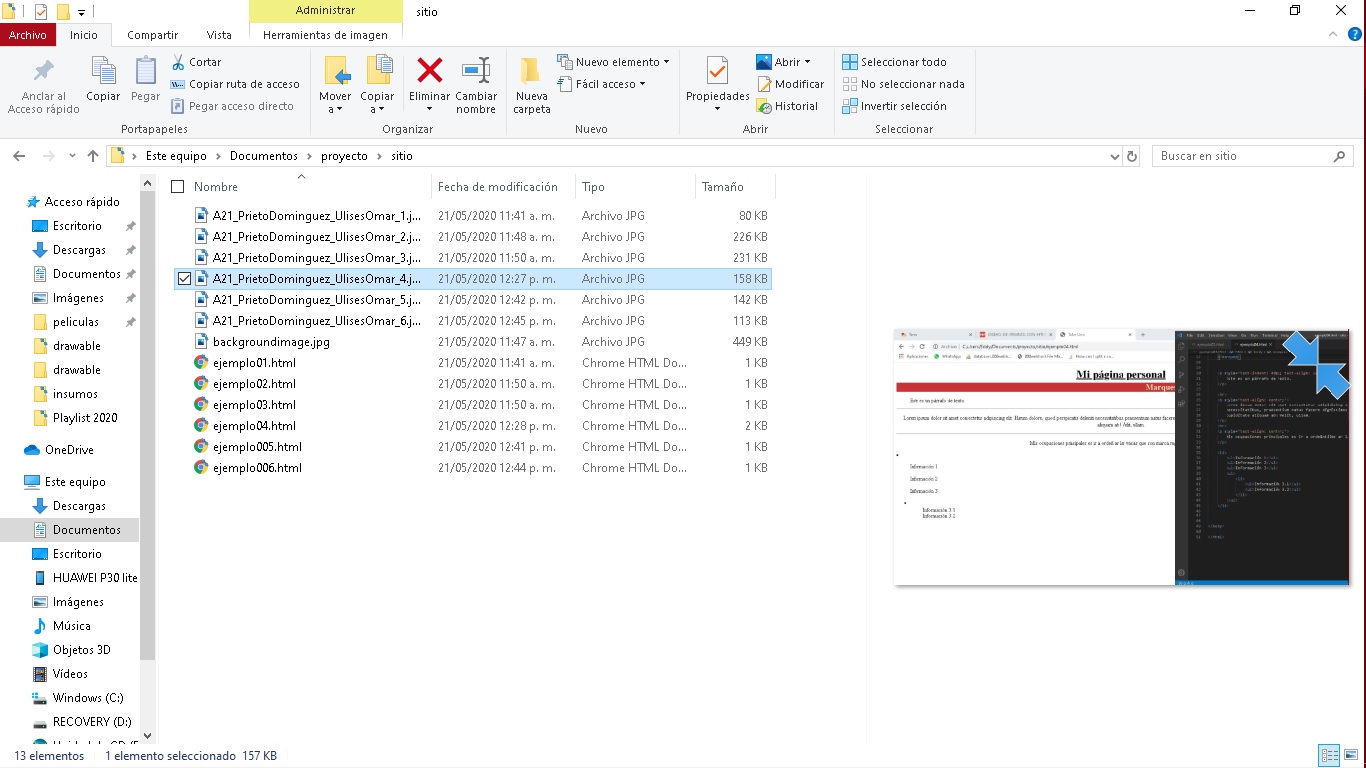 Administrar
sitio
Archivo Inicio Compartir Vista Herramientas de imagen
Anclar al Acceso rápido
Copiar
Pegar
Cortar
Copiar ruta de acceso
Pegar acceso directo
Portapapeles
Mover a
Copiar a
Eliminar
Cambiar nombre
Organizar
Nueva carpeta
Nuevo elemento
Fácil acceso
Nuevo
Propiedades
Abrir
Modificar
Historial
Abrir
Seleccionar todo
No seleccionar nada
Invertir selección
Seleccionar
Este equipo Documentos proyecto sitio
Buscar en sitio
Acceso rápido
Escritorio
Descargas
Documentos
Imágenes
peliculas
drawable
drawable
insumos
Playlist 2020
OneDrive
Este equipo
Descargas
Documentos
Escritorio
HUAWEI P30 lite
Imágenes
Música
Objetos 3D
Vídeos
Windows (C:)
RECOVERY (D:)
Nombre Fecha de modificación Tipo Tamaño
A21_PrietoDominguez_UlisesOmar_1.j... 21/05/2020 11:41 a. m. Archivo JPG 80 KB
A21_PrietoDominguez_UlisesOmar_2.j... 21/05/2020 11:48 a. m. Archivo JPG 226 KB
A21_PrietoDominguez_UlisesOmar_3.j... 21/05/2020 11:50 a. m. Archivo JPG 231 KB
A21_PrietoDominguez_UlisesOmar_4.j... 21/05/2020 12:27 p. m. Archivo JPG 158 KB
A21_PrietoDominguez_UlisesOmar_5.j... 21/05/2020 12:42 p. m. Archivo JPG 142 KB
A21_PrietoDominguez_UlisesOmar_6.j... 21/05/2020 12:45 p. m. Archivo JPG 113 KB
backgroundimage.jpg 21/05/2020 11:38 a. m. Archivo JPG 449 KB
ejemplo01.html 21/05/2020 11:41 a. m. Chrome HTML Do... 1 KB
ejemplo02.html 21/05/2020 11:50 a. m. Chrome HTML Do... 1 KB
ejemplo03.html 21/05/2020 11:50 a. m. Chrome HTML Do... 1 KB
ejemplo04.html 21/05/2020 12:28 p. m. Chrome HTML Do... 2 KB
ejemplo005.html 21/05/2020 12:41 p. m. Chrome HTML Do... 1 KB
ejemplo006.html 21/05/2020 12:44 p. m. Chrome HTML Do... 1 KB
Mi página personal
Este es un párrafo de texto
Información 1
Información 2
Información 3
Información 3.1
Información 3.2
13 elementos 1 elemento seleccionado 157 KB